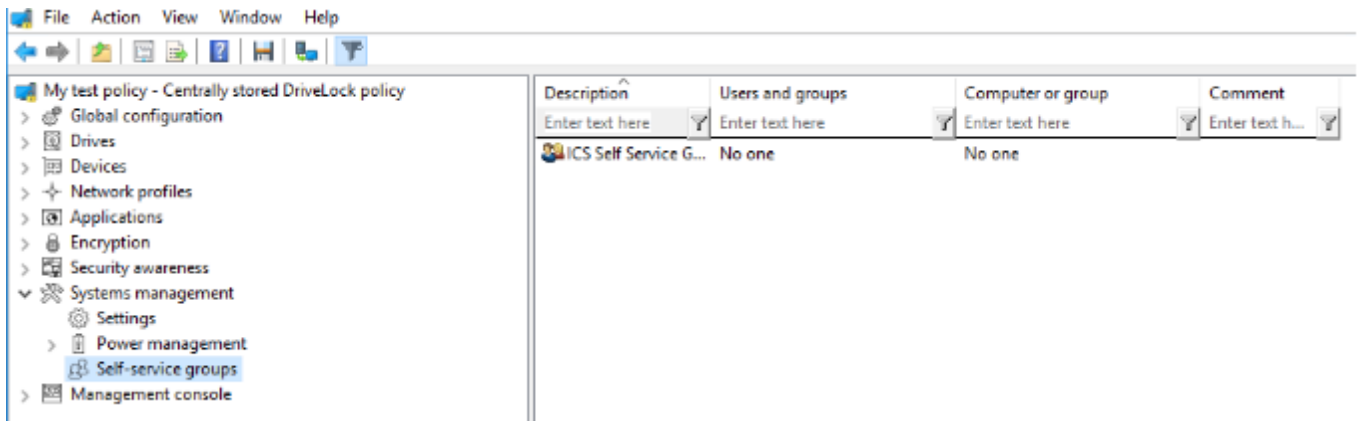 File Action View Window Help
My test policy - Centrally stored DriveLock policy
Global configuration
Drives
Devices
Network profiles
Applications
Encryption
Security awareness
Systems management
Settings
Power management
Self-service groups
Management console
Description Users and groups Computer or group Comment
Enter text here Enter text here Enter text here Enter text h...
ICS Self Service G... No one No one